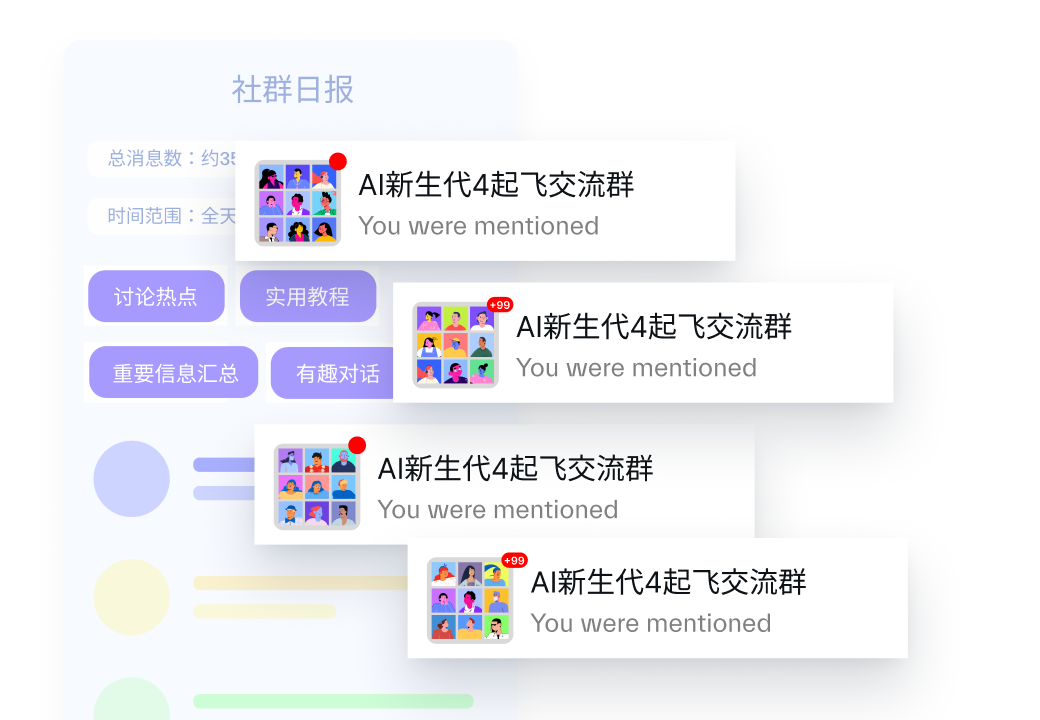 社群日报
总消息数：约35
时间范围：全天
AI新生代4起飞交流群
You were mentioned
讨论热点
实用教程
+99
AI新生代4起飞交流群
You were mentioned
重要信息汇总
有趣对话
AI新生代4起飞交流群
You were mentioned
+99
AI新生代4起飞交流群
You were mentioned